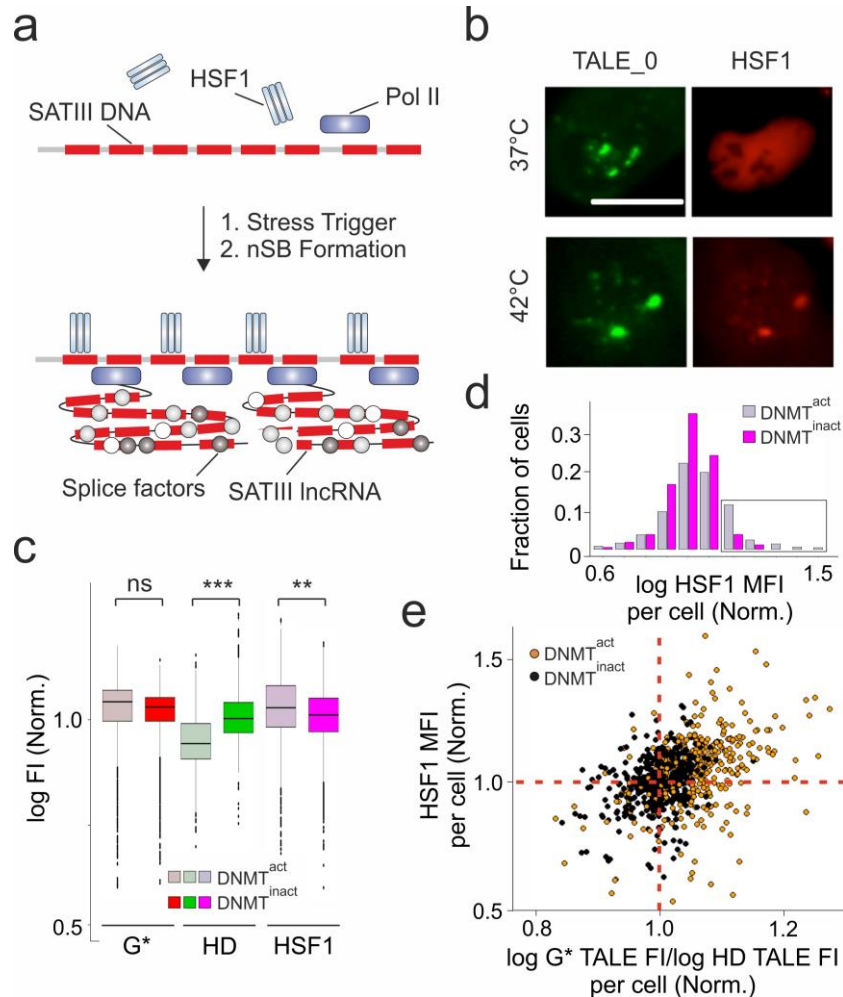 a
HSF1
Pol II
SATIII DNA
1. Stress Trigger
2. nSB Formation
Splice factors
SATIII lncRNA
b
TALE_0
HSF1
37°C
42°C
c
ns
***
**
log FI (Norm.)
1.0
0.5
DNMT^act
DNMT^inact
G*
HD
HSF1
d
Fraction of cells
0.3
0.2
0.1
0
DNMT^act
DNMT^inact
0.6
1.5
log HSF1 MFI
per cell (Norm.)
e
HSF1 MFI
per cell (Norm.)
1.5
1.0
0.5
DNMT^act
DNMT^inact
0.8
1.0
1.2
log G* TALE FI/log HD TALE FI
per cell (Norm.)